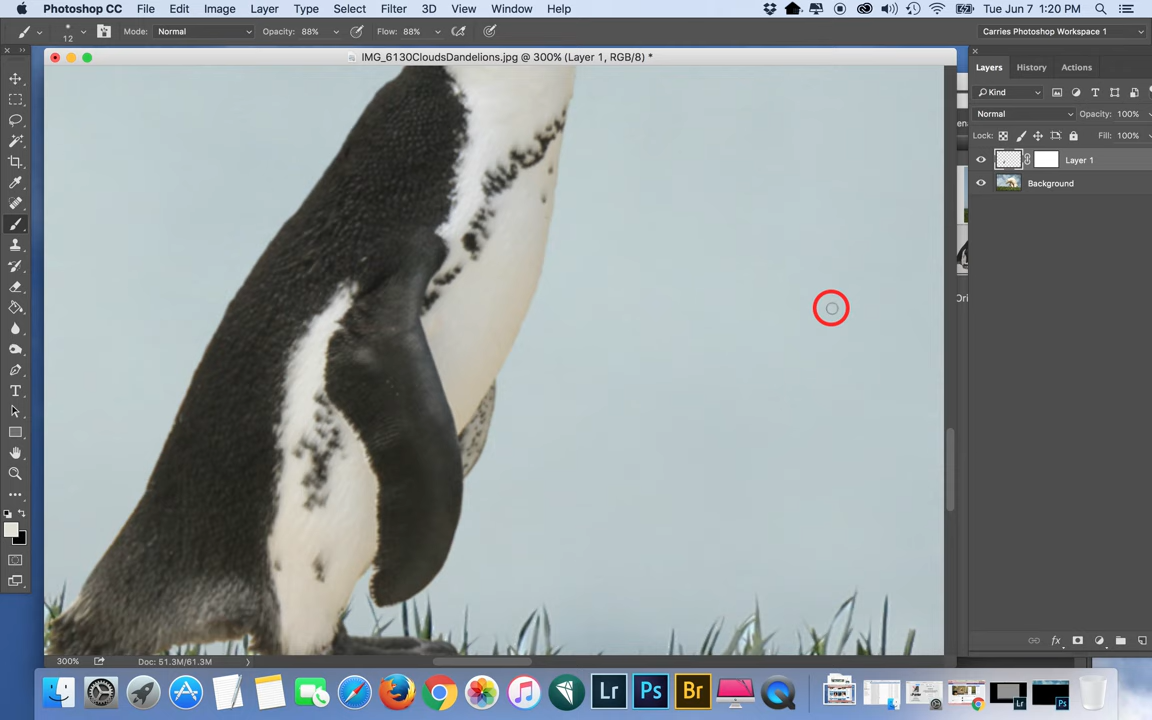 Photoshop CC File Edit Image Layer Type Select Filter 3D View Window Help Tue Jun 7 1:20 PM
12 Mode: Normal Opacity: 88% Flow: 88% Carries Photoshop Workspace 1
IMG_6130CloudsDandelions.jpg @ 300% (Layer 1, RGB/8) *
Layers History Actions
Kind
Normal Opacity: 100%
Lock: Fill: 100%
Layer 1
Background
T
300% Doc: 51.3M/61.3M
Lr Ps Br